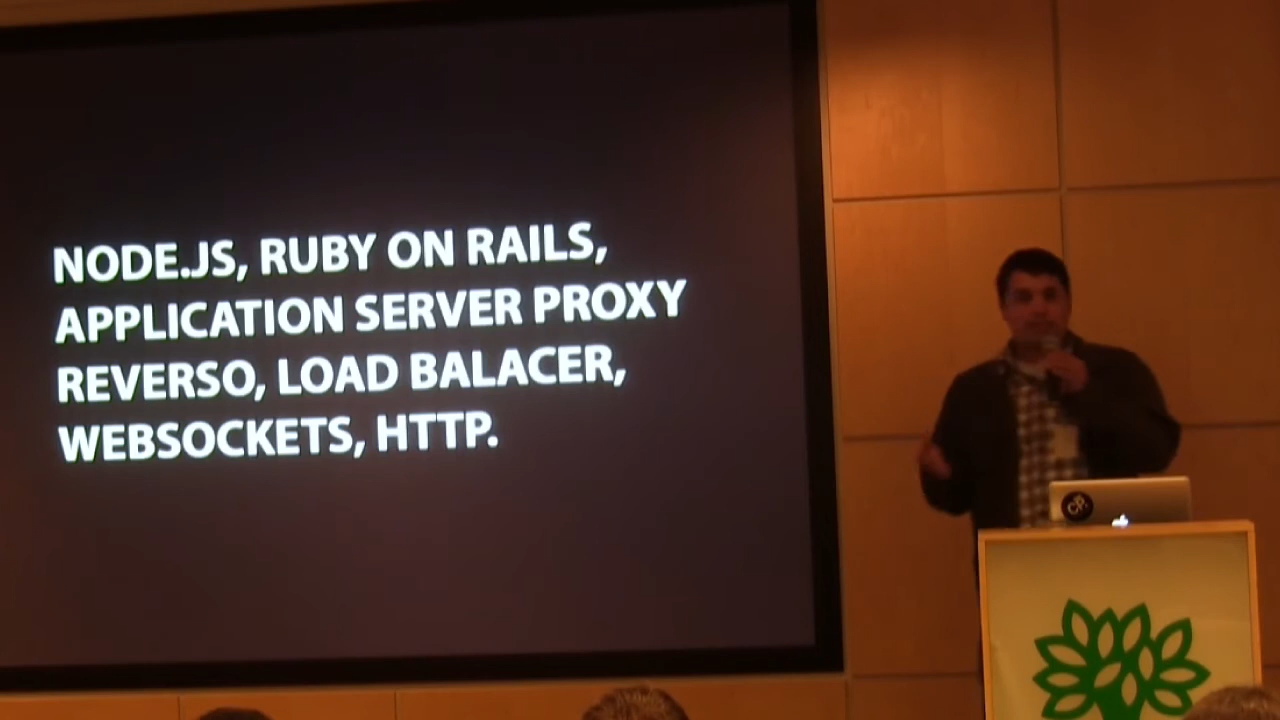 NODE.JS, RUBY ON RAILS,
APPLICATION SERVER PROXY
REVERSO, LOAD BALACER,
WEBSOCKETS, HTTP.